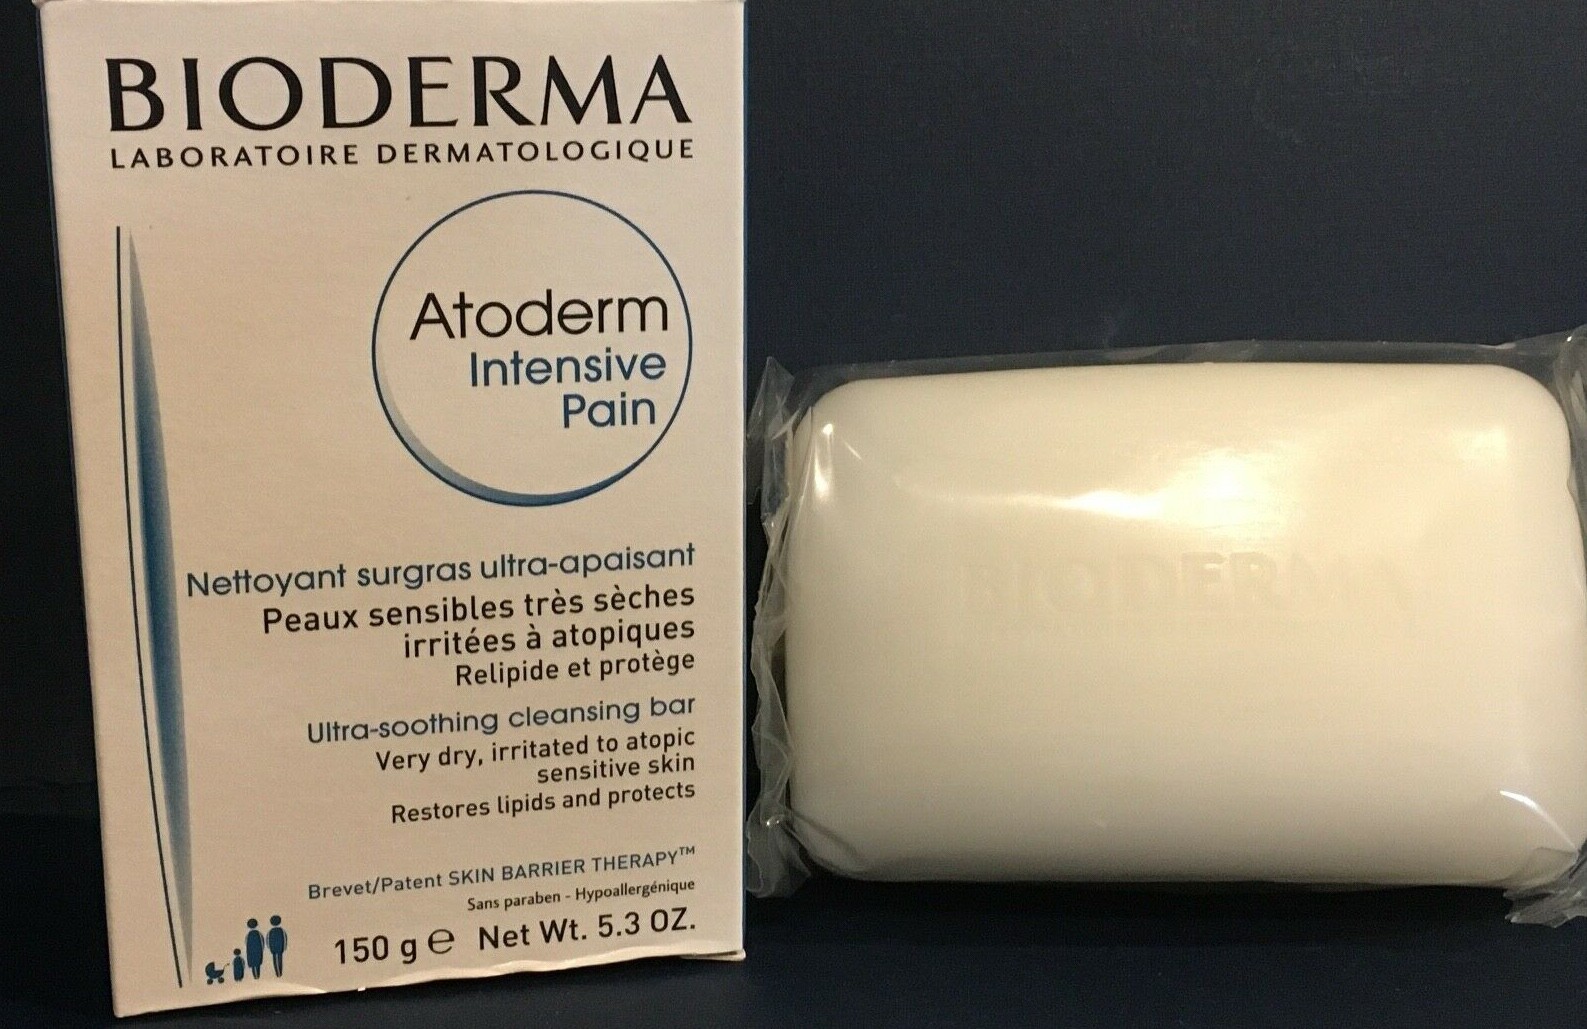 BIODERMA
LABORATOIRE DERMATOLOGIQUE
Atoderm
Intensive
Pain
Nettoyant surgras ultra-apaisant
Peaux sensibles très sèches
irritées à atopiques
Relipide et protège
Ultra-soothing cleansing bar
Very dry, irritated to atopic
sensitive skin
Restores lipids and protects
Brevet/Patent SKIN BARRIER THERAPY™
Sans paraben - Hypoallergénique
150 g ℮ Net Wt. 5.3 OZ.
BIODERMA